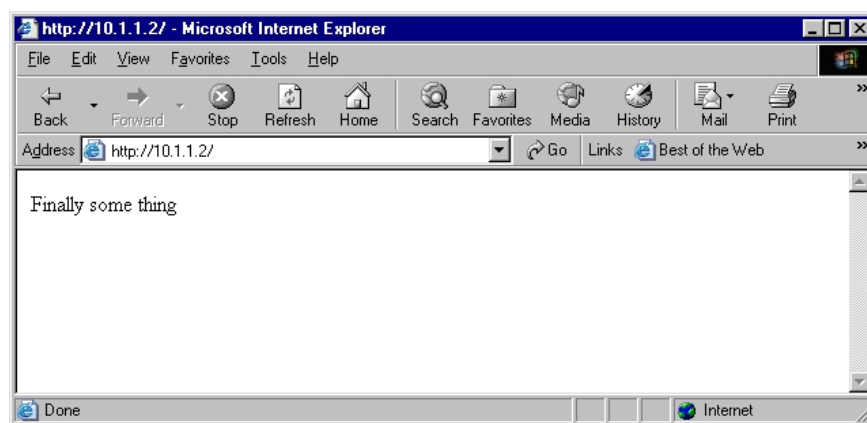 http://10.1.1.2/ - Microsoft Internet Explorer
File Edit View Favorites Tools Help
Back Forward Stop Refresh Home Search Favorites Media History Mail Print »
Address http://10.1.1.2/ Go Links Best of the Web »
Finally some thing
Done Internet